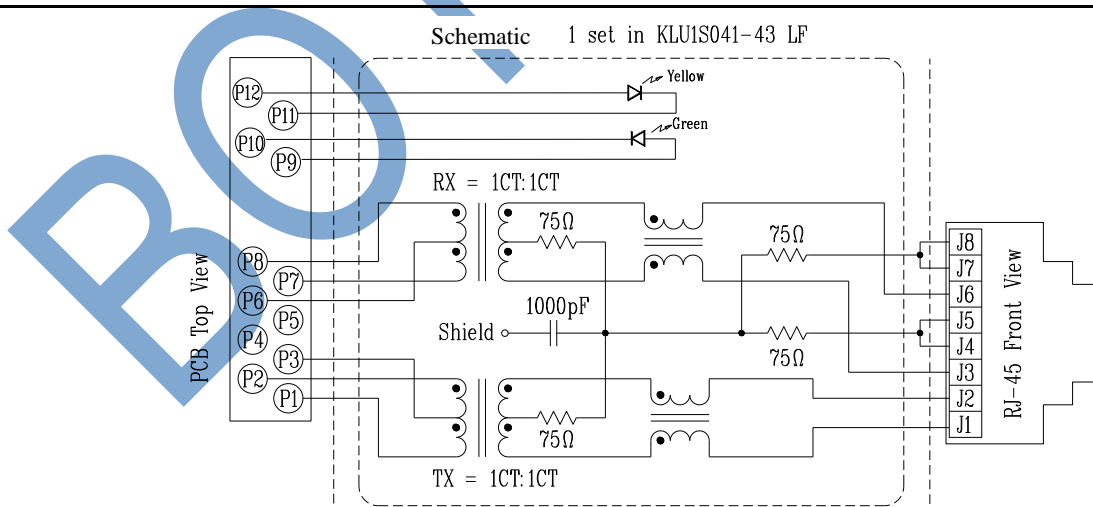 Schematic 1 set in KLU1S041-43 LF
Yellow
P12
P11
Green
P10
P9
RX = 1CT:1CT
75Ω
75Ω
J8
P8
J7
P7
J6
P6
1000pF
P5
J5
Shield
P4
J4
P3
75Ω
J3
P2
P1
J2
75Ω
J1
TX = 1CT:1CT
PCB Top View
RJ-45 Front View